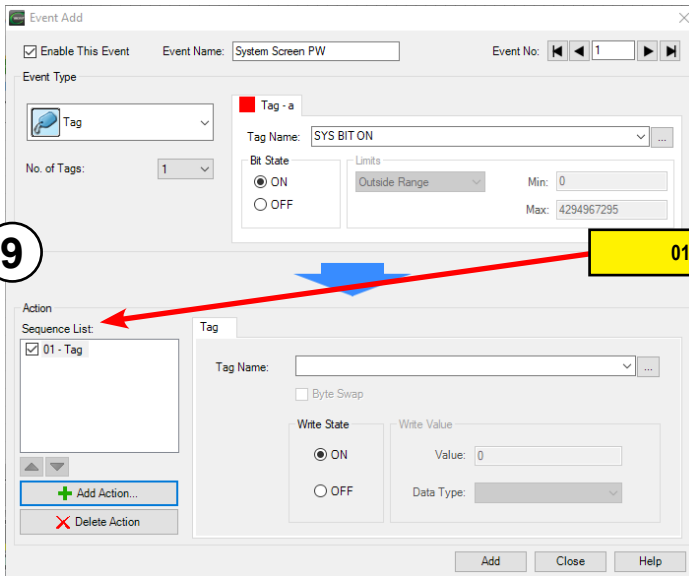 Event Add
Enable This Event Event Name: System Screen PW Event No: 1
Event Type
Tag - a
Tag
Tag Name: SYS BIT ON ...
Bit State Limits
No. of Tags: 1 ON Outside Range Min: 0
OFF Max: 4294967295
9
01
Action
Sequence List: Tag
01 - Tag
Tag Name: ...
Byte Swap
Write State Write Value
ON Value: 0
Add Action... OFF Data Type:
Delete Action
Add Close Help